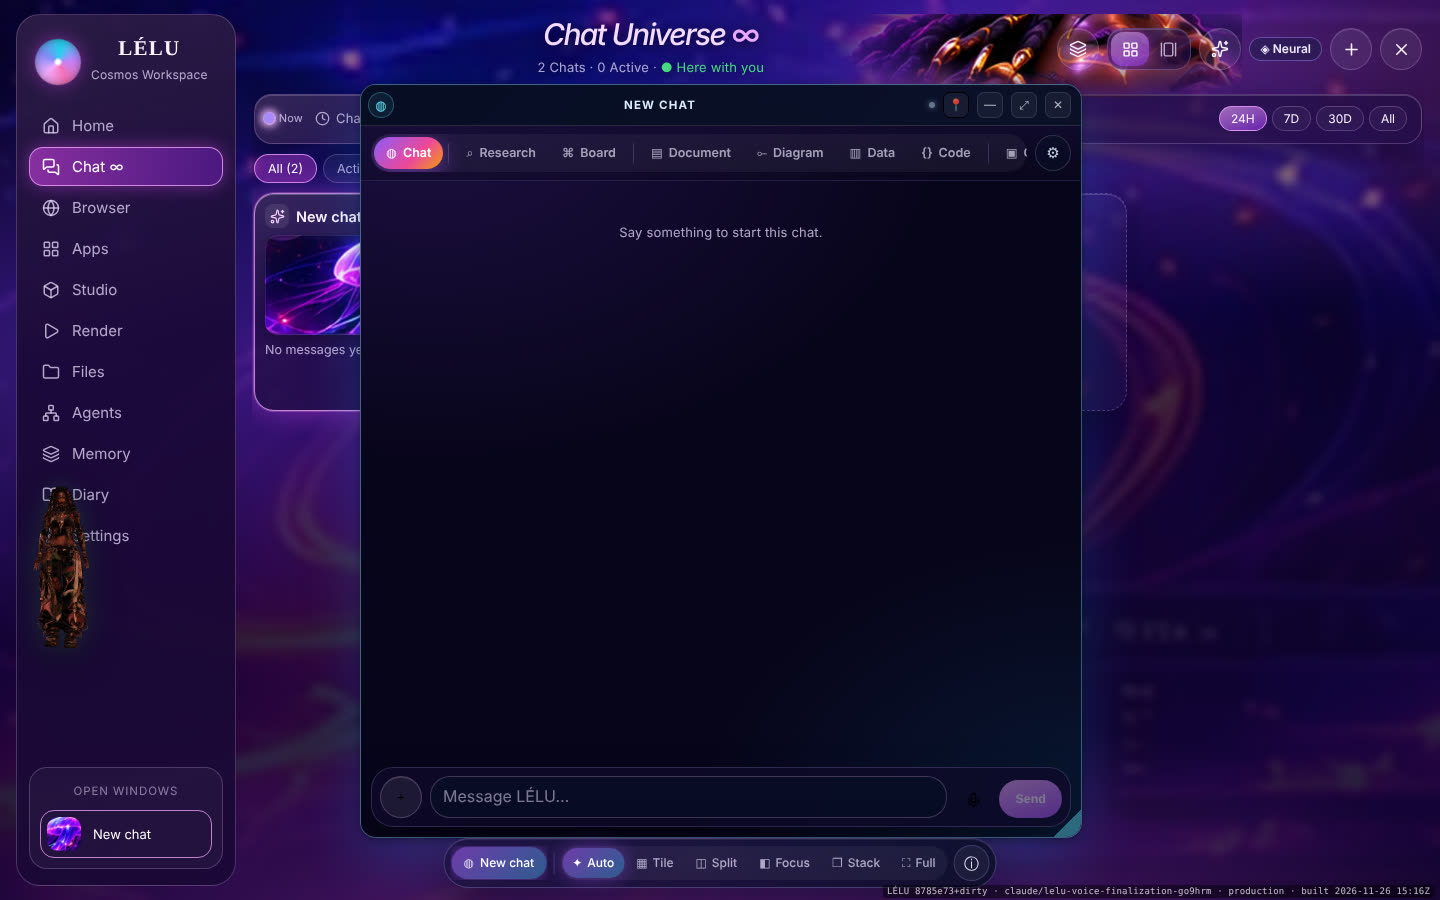 LÉLU
Cosmos Workspace
Home
Chat ∞
Browser
Apps
Studio
Render
Files
Agents
Memory
Diary
ettings
OPEN WINDOWS
New chat
Chat Universe ∞
2 Chats · 0 Active · ● Here with you
◈ Neural
Now
Cha
24H
7D
30D
All
All (2)
Acti
New chat
No messages ye
NEW CHAT
Chat
Research
Board
Document
Diagram
Data
{} Code
Say something to start this chat.
Message LÉLU...
Send
New chat
Auto
Tile
Split
Focus
Stack
Full
LÉLU 8785e73+dirty · claude/lelu-voice-finalization-go9hrm · production · built 2026-11-26 15:16Z